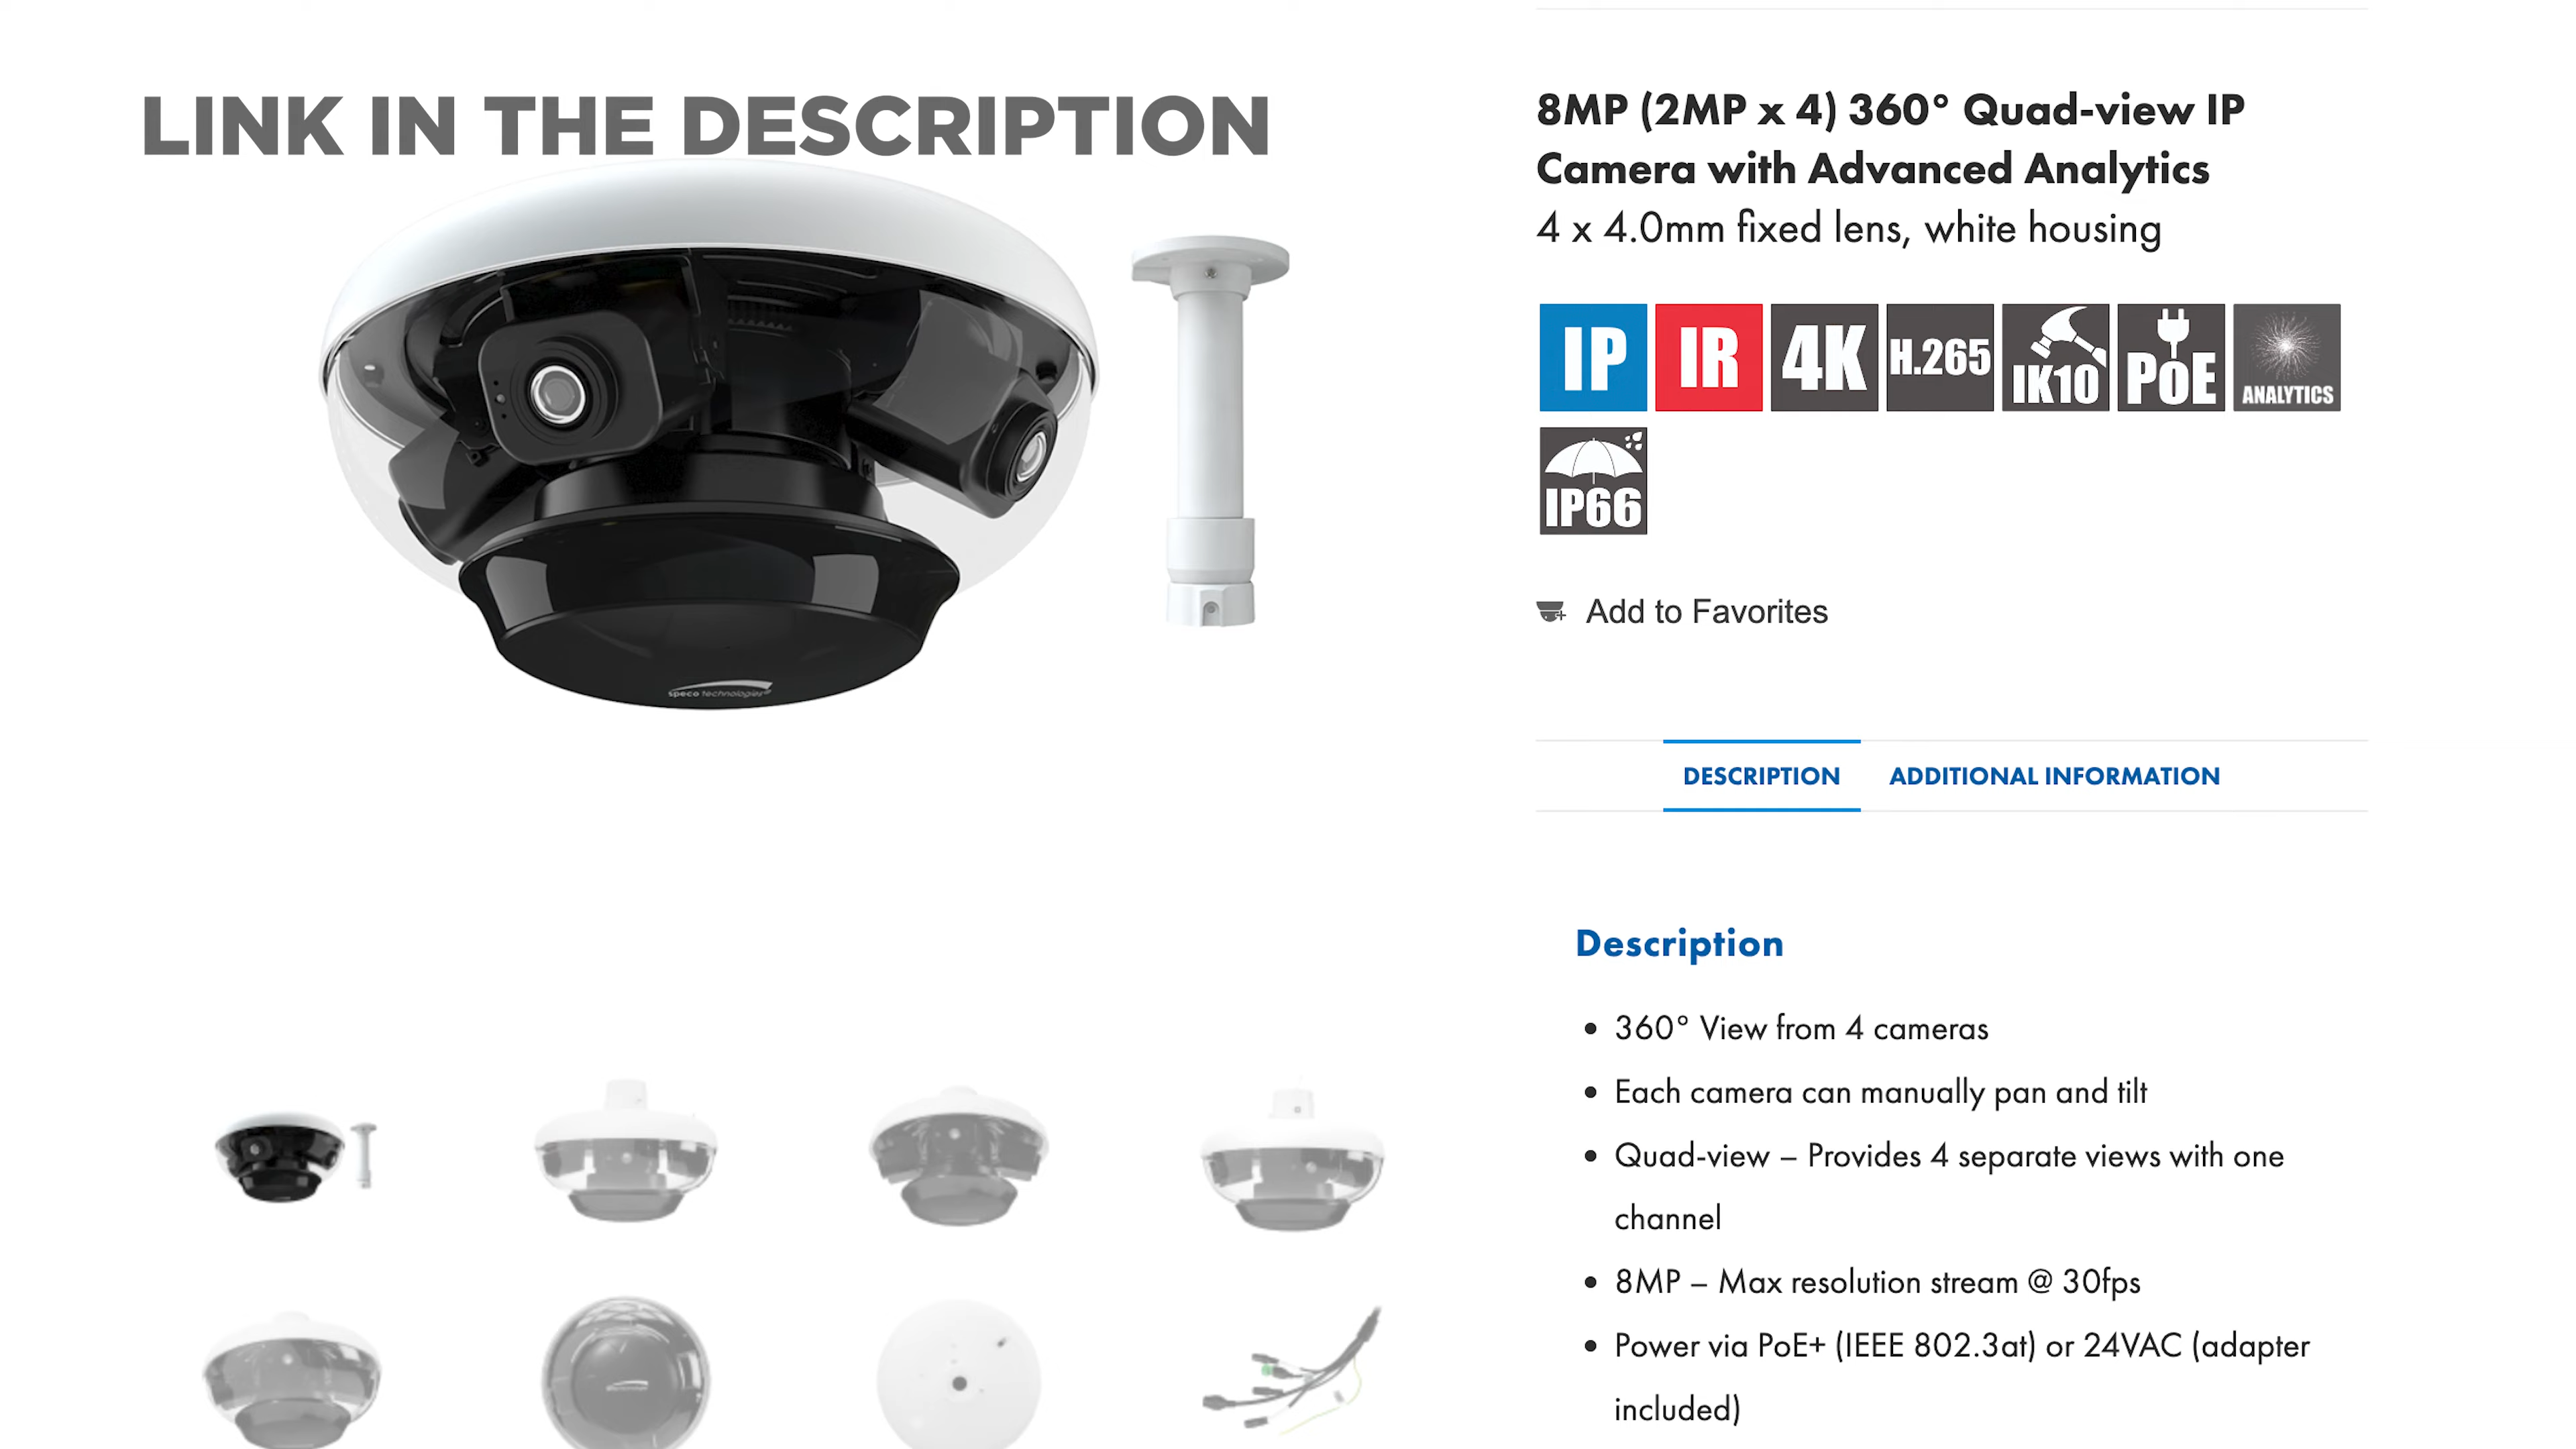 LINK IN THE DESCRIPTION
speco technologies®
8MP (2MP x 4) 360° Quad-view IP
Camera with Advanced Analytics
4 x 4.0mm fixed lens, white housing
IP
IR
4K
H.265
IK10
PoE
ANALYTICS
IP66
Add to Favorites
DESCRIPTION
ADDITIONAL INFORMATION
Description
• 360° View from 4 cameras
• Each camera can manually pan and tilt
• Quad-view – Provides 4 separate views with one
channel
• 8MP – Max resolution stream @ 30fps
• Power via PoE+ (IEEE 802.3at) or 24VAC (adapter
included)